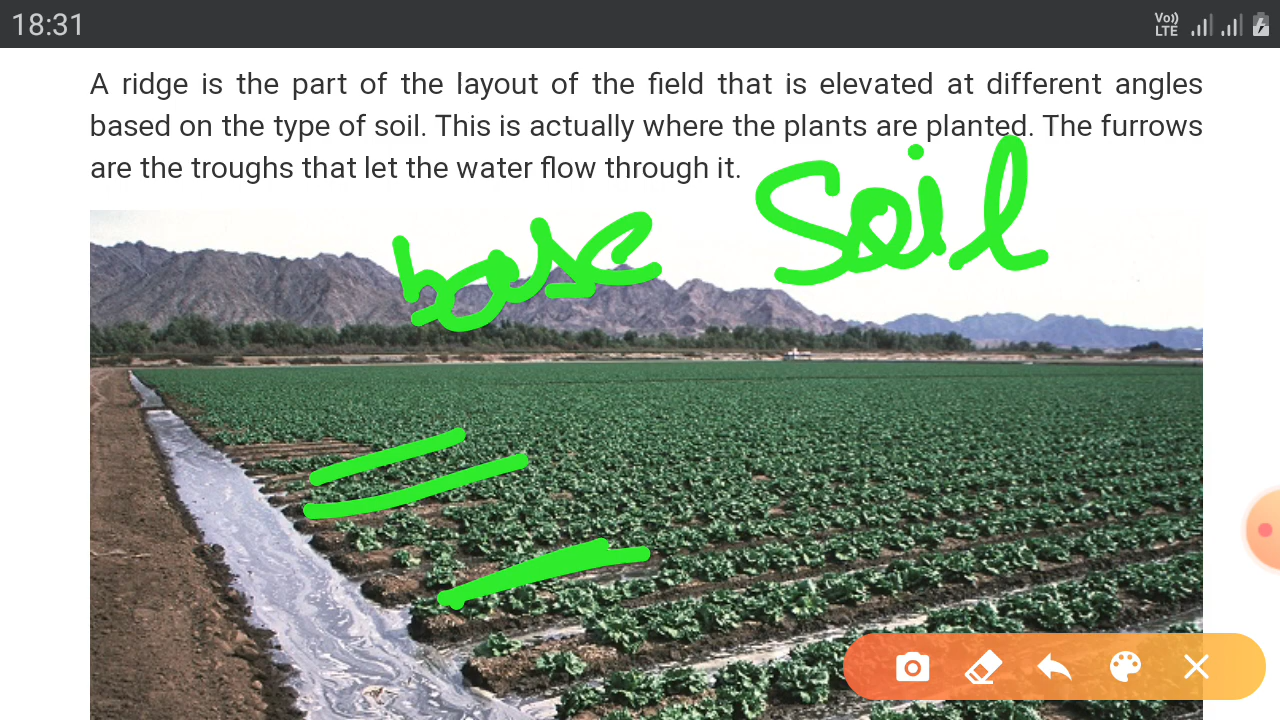 18:31
Vo)) LTE
A ridge is the part of the layout of the field that is elevated at different angles
based on the type of soil. This is actually where the plants are planted. The furrows
are the troughs that let the water flow through it.
base Soil